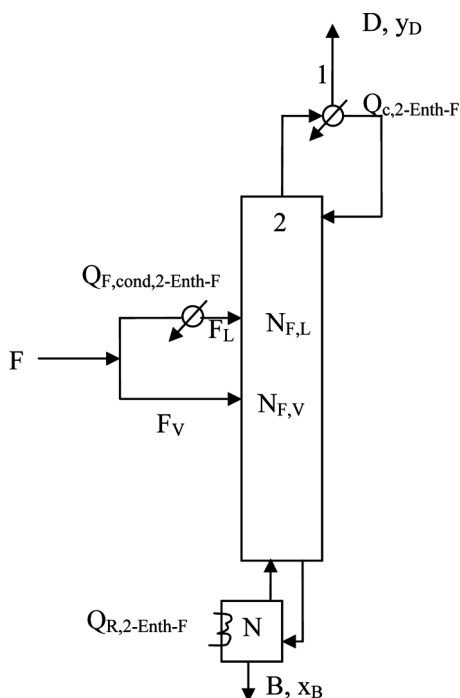 D, y_D
1
Q_c,2-Enth-F
2
Q_F,cond,2-Enth-F
F_L
N_F,L
F
N_F,V
F_V
Q_R,2-Enth-F
N
B, x_B